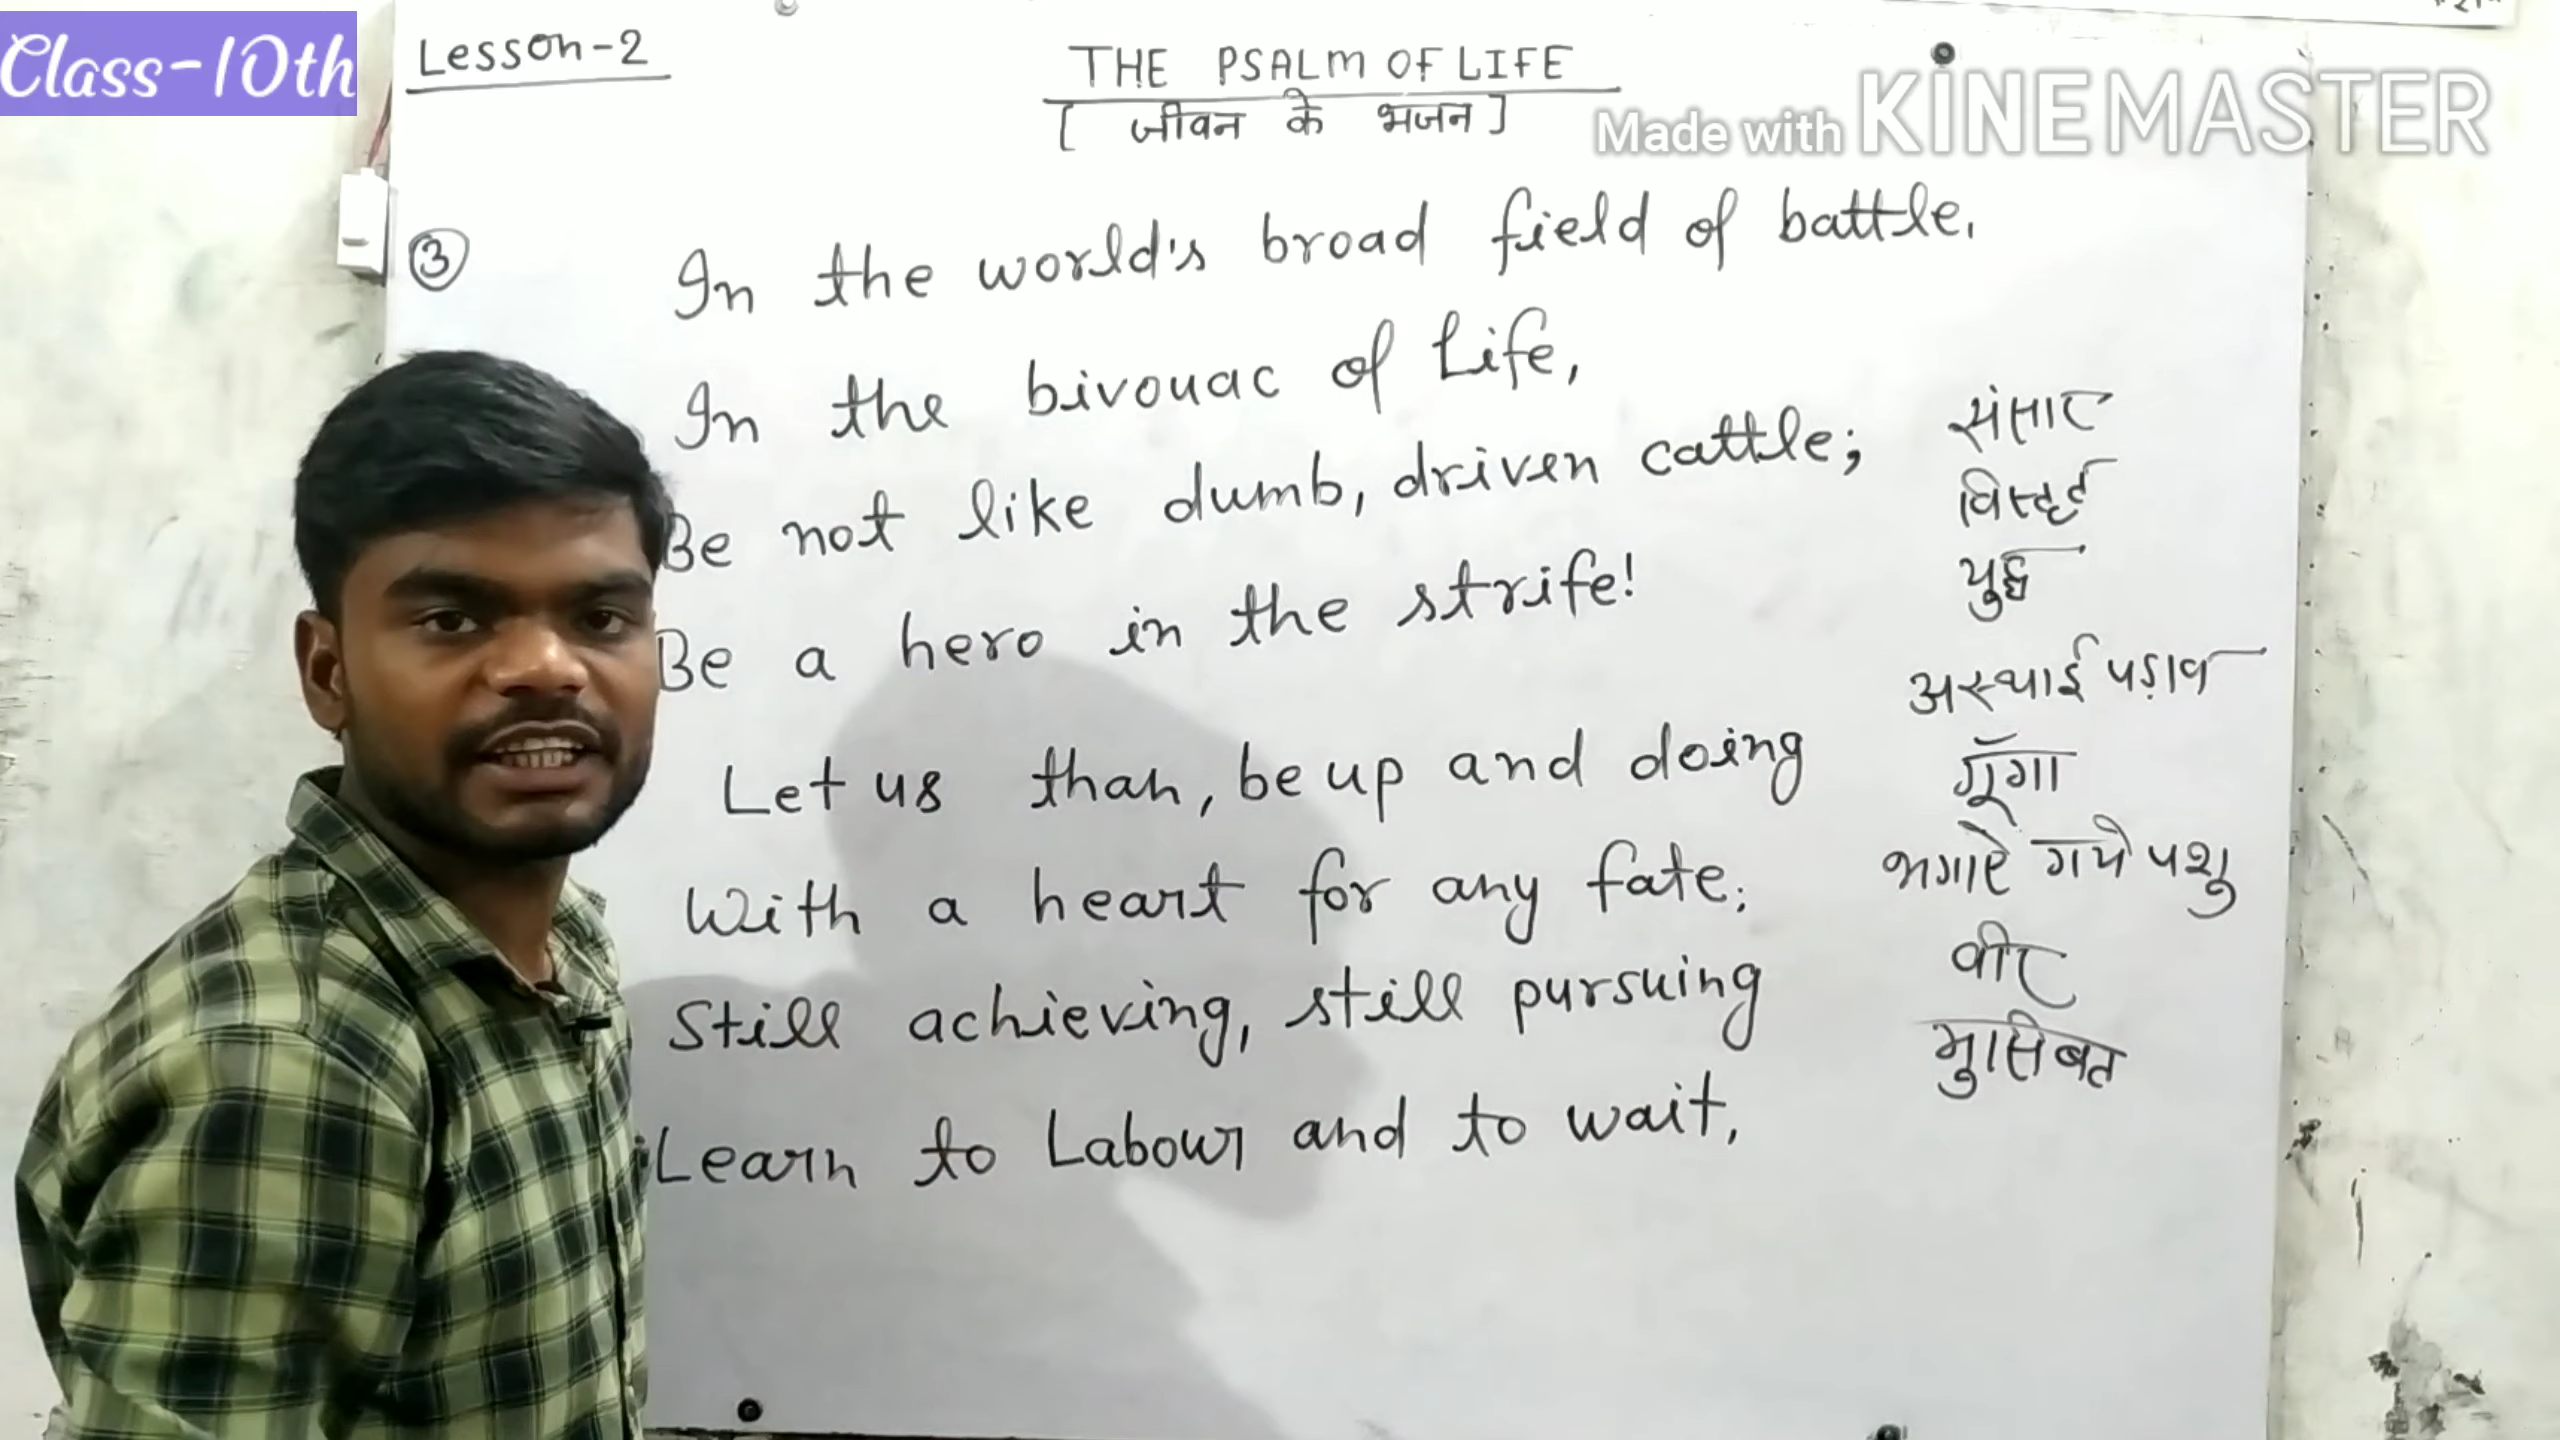 Class-10th
Lesson-2
THE PSALM OF LIFE
[ जीवन के भजन ]
Made with KINEMASTER
3
In the world's broad field of battle,
In the bivouac of Life,
Be not like dumb, driven cattle;
Be a hero in the strife!
Let us than, be up and doing
With a heart for any fate;
Still achieving, still pursuing
Learn to Labour and to wait,
संसार
युद्ध
अस्थाई पड़ाव
गूँगा
भगाऐ गये पशु
वीर
मुसिबत